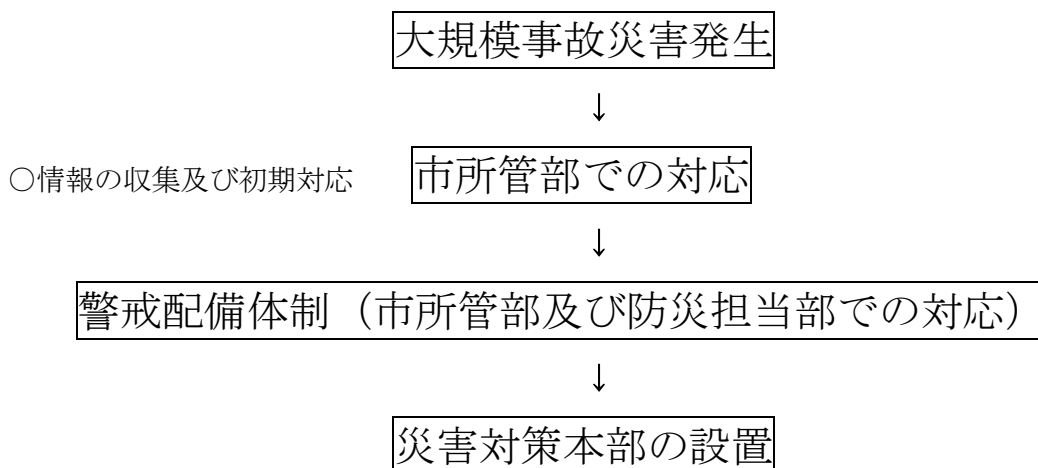 大規模事故災害発生
↓
○情報の収集及び初期対応 市所管部での対応
↓
警戒配備体制（市所管部及び防災担当部での対応）
↓
災害対策本部の設置